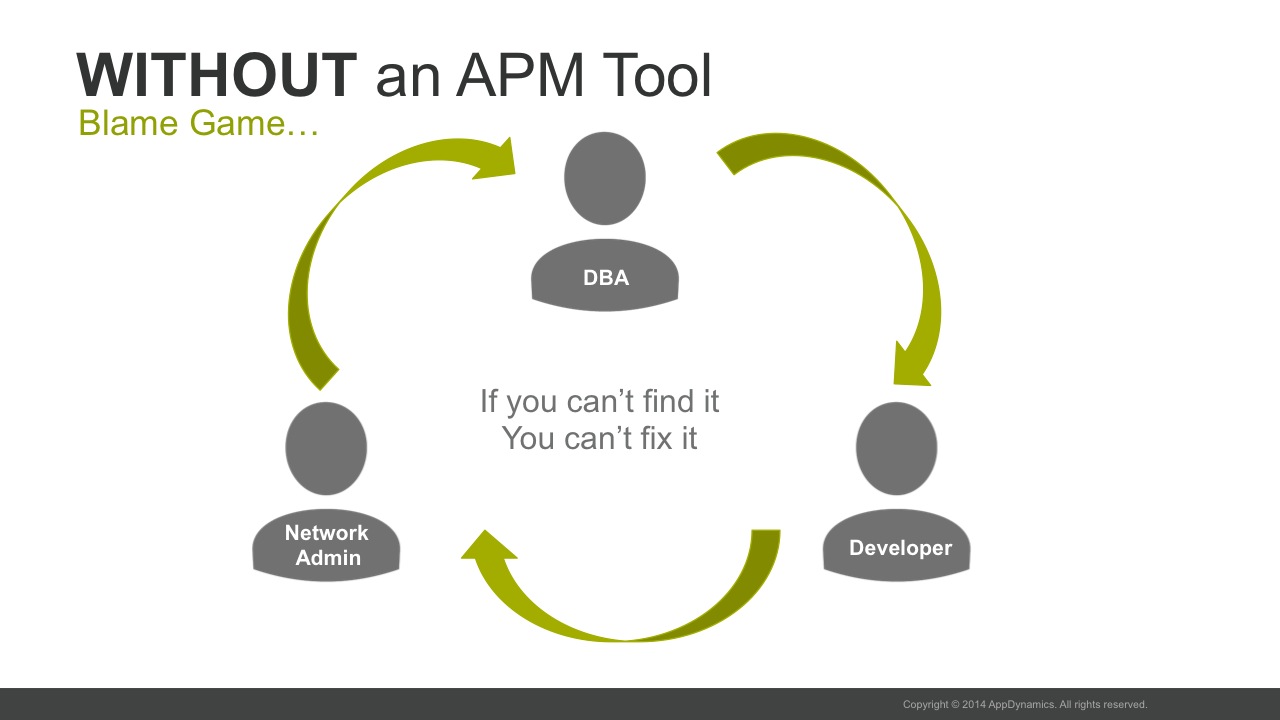 WITHOUT an APM Tool
Blame Game…
DBA
If you can’t find it
You can’t fix it
Network
Admin
Developer
Copyright © 2014 AppDynamics. All rights reserved.